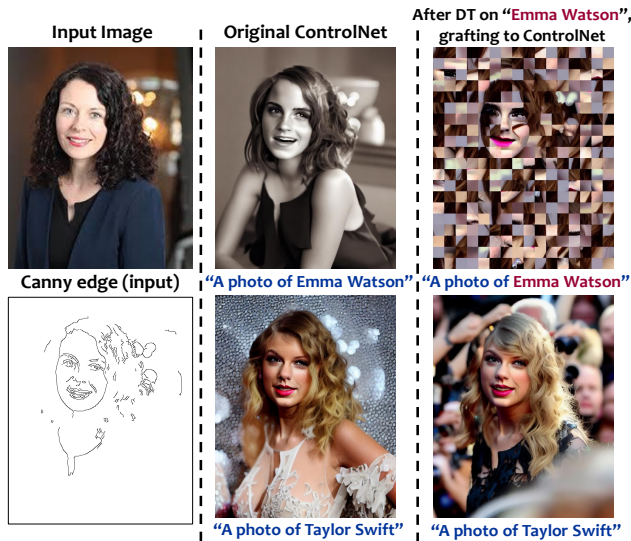 Input Image
Original ControlNet
After DT on “Emma Watson”,
grafting to ControlNet
Canny edge (input)
“A photo of Emma Watson”
“A photo of Emma Watson”
“A photo of Taylor Swift”
“A photo of Taylor Swift”